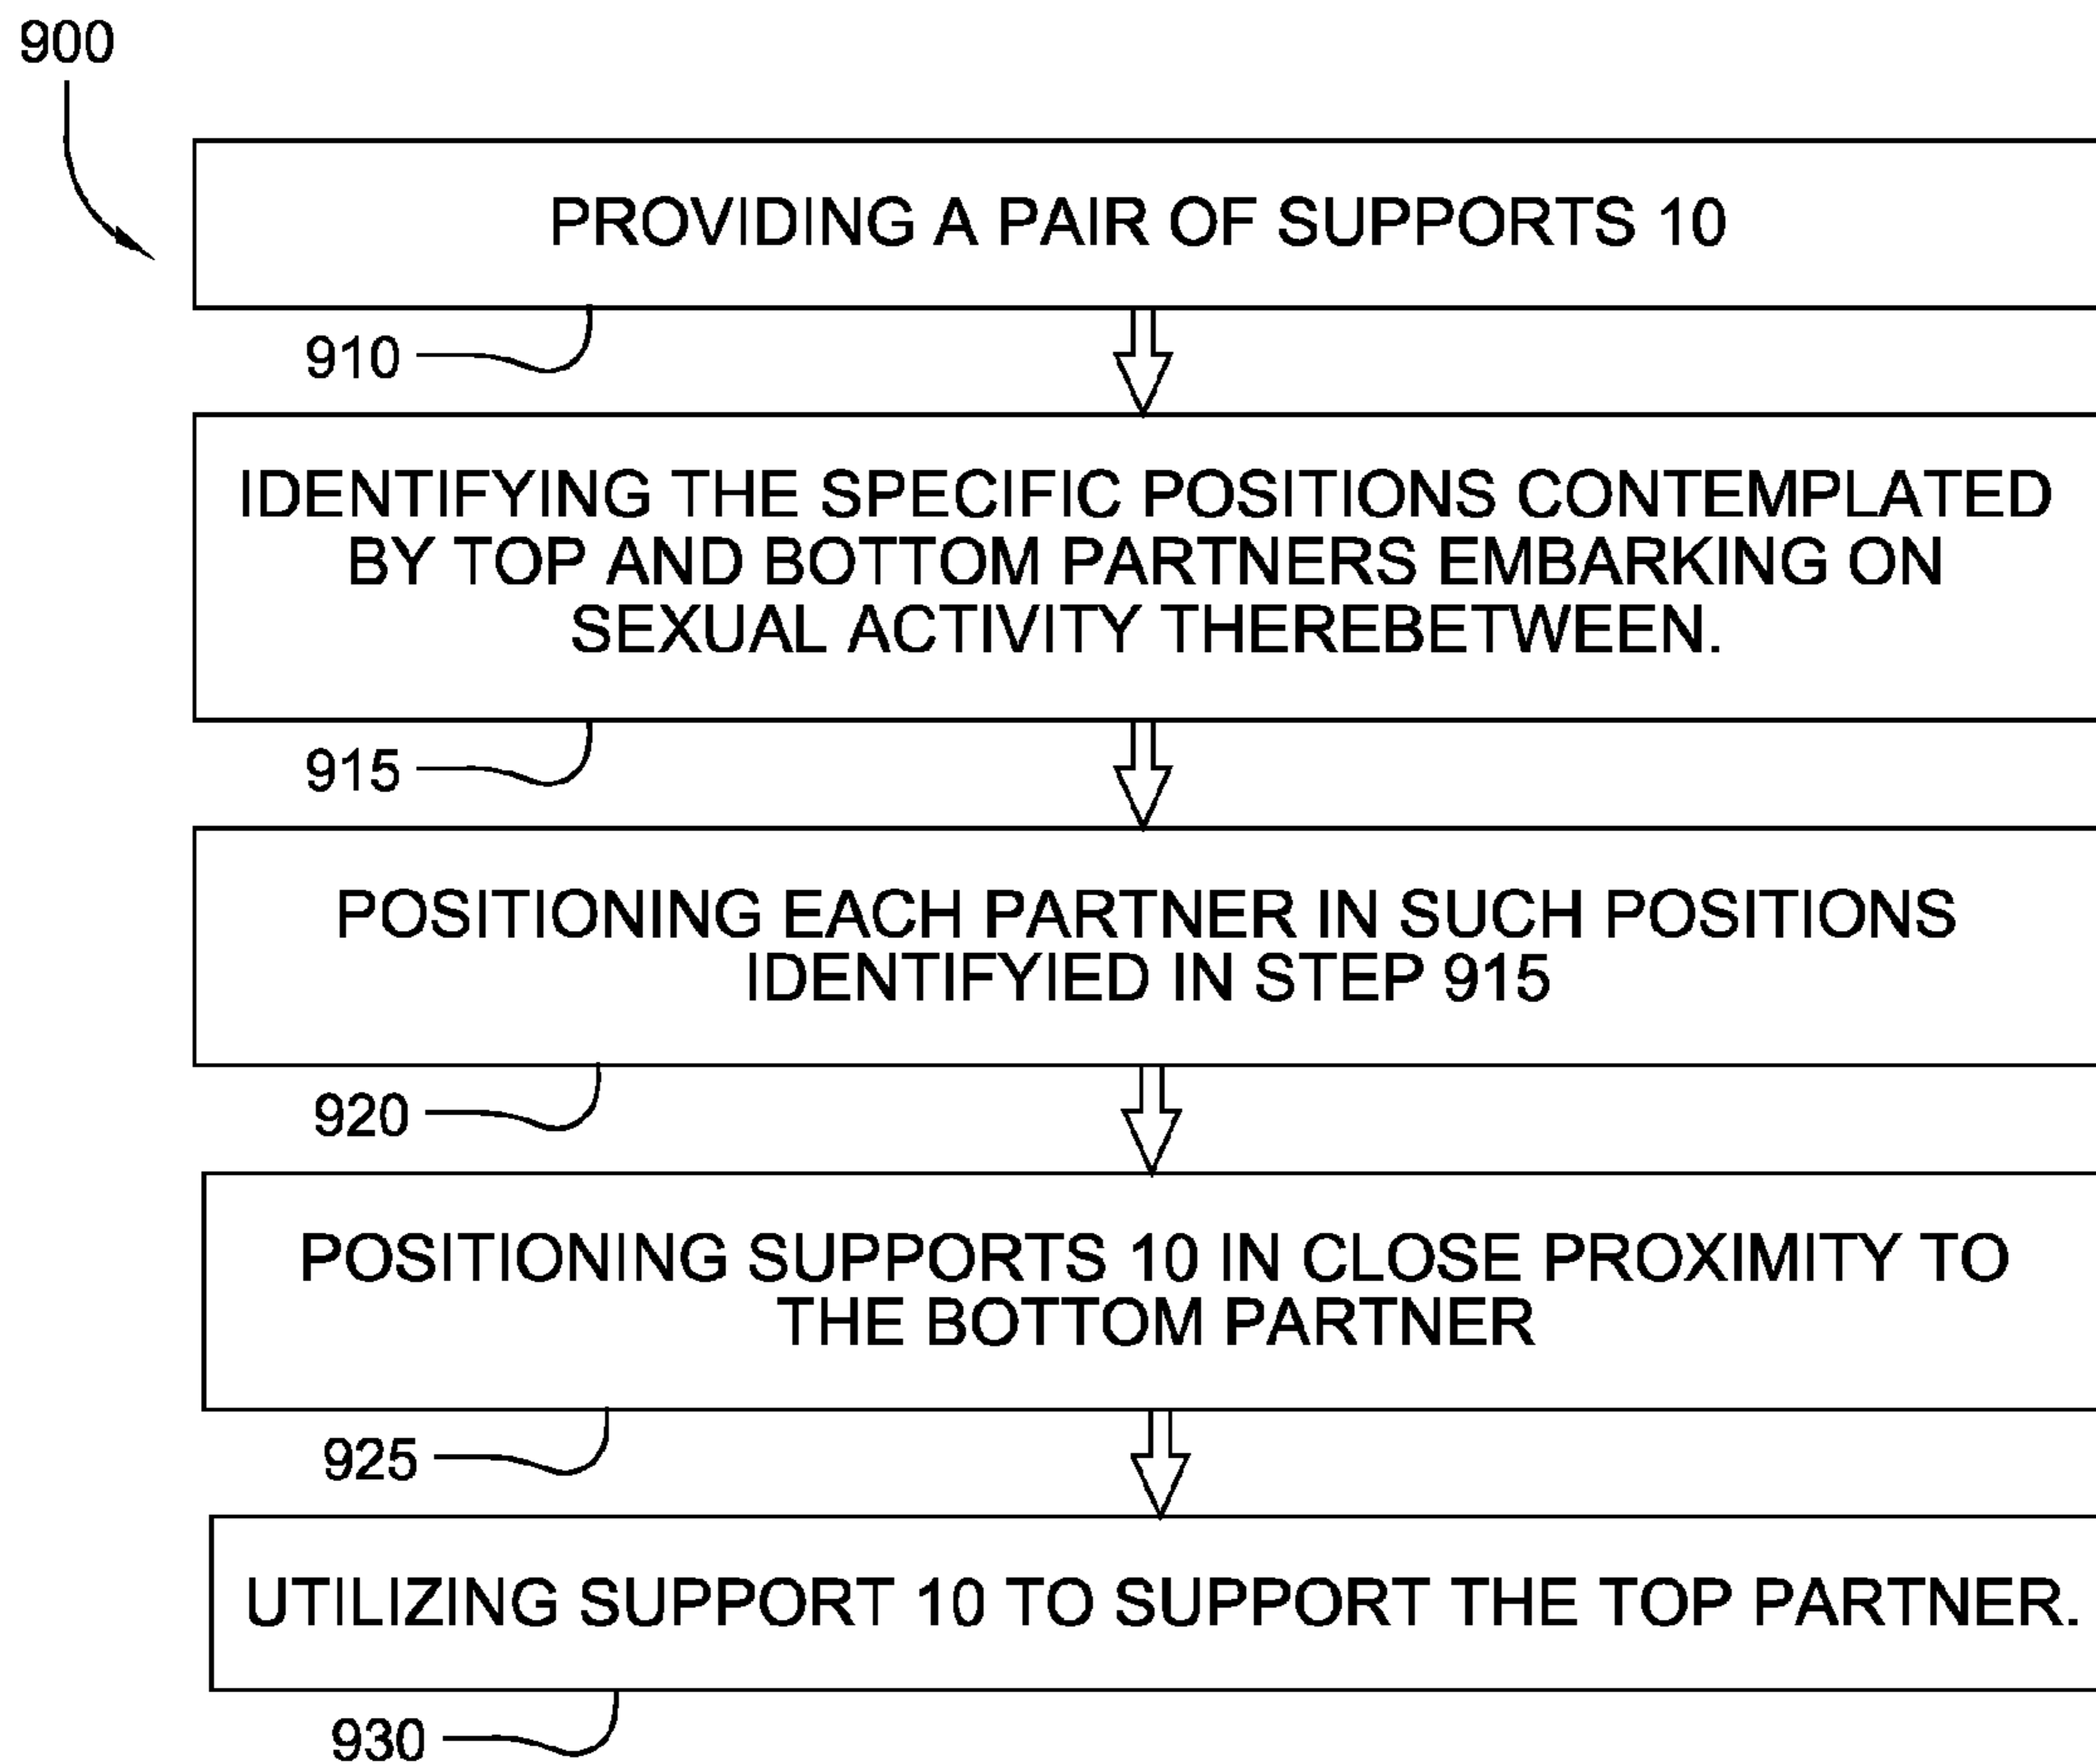 900
PROVIDING A PAIR OF SUPPORTS 10
910
IDENTIFYING THE SPECIFIC POSITIONS CONTEMPLATED
BY TOP AND BOTTOM PARTNERS EMBARKING ON
SEXUAL ACTIVITY THEREBETWEEN.
915
POSITIONING EACH PARTNER IN SUCH POSITIONS
IDENTIFYIED IN STEP 915
920
POSITIONING SUPPORTS 10 IN CLOSE PROXIMITY TO
THE BOTTOM PARTNER
925
UTILIZING SUPPORT 10 TO SUPPORT THE TOP PARTNER.
930